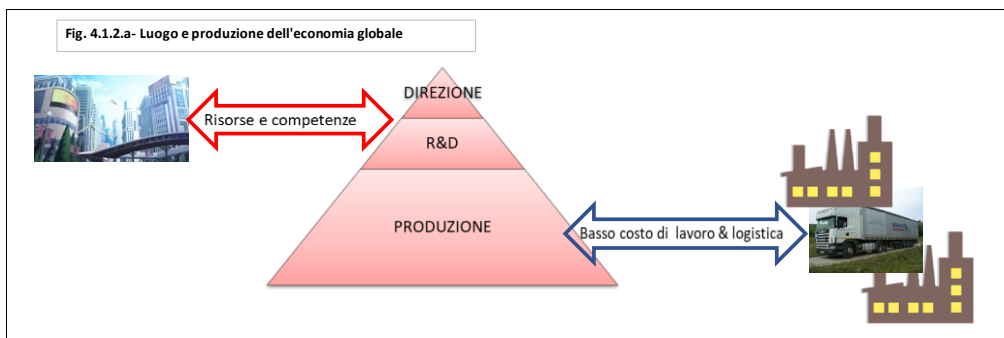 Fig. 4.1.2.a- Luogo e produzione dell'economia globale
DIREZIONE
Risorse e competenze
R&D
PRODUZIONE
Basso costo di lavoro & logistica